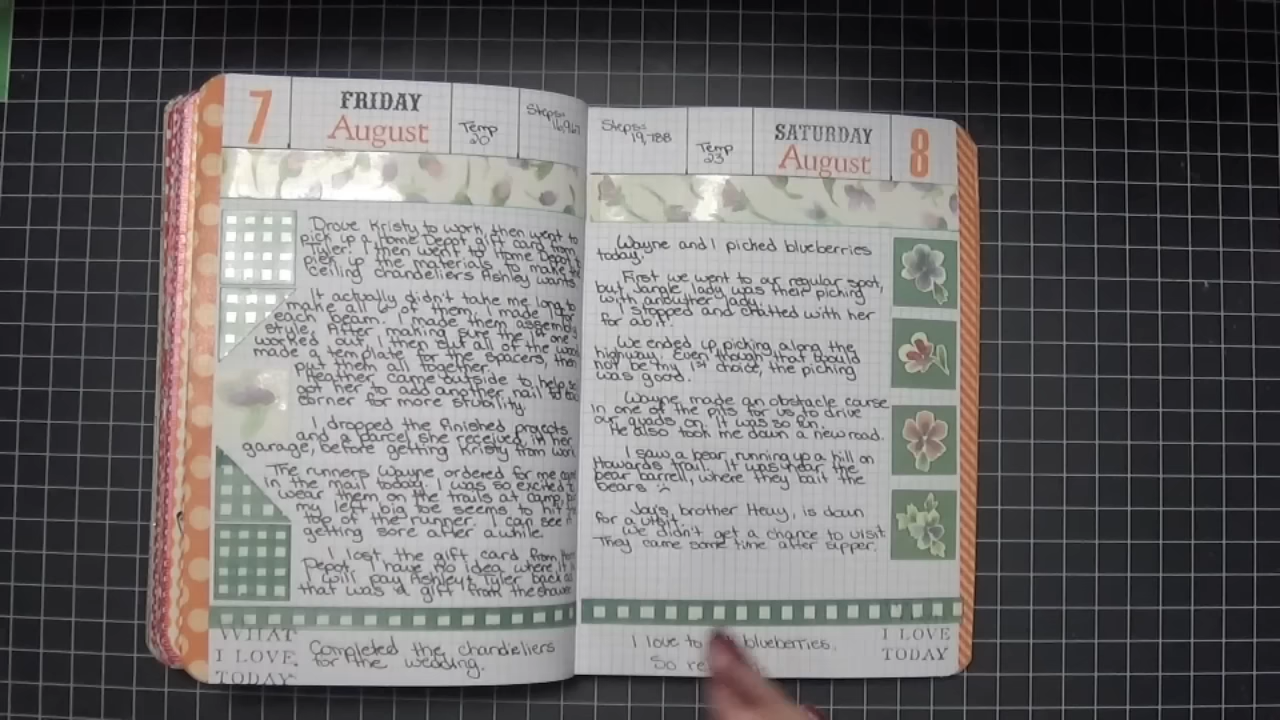 7
FRIDAY
August
Temp
20
Steps=
Drove Kristy to work, then went to
pick up a Home Depot gift card from
Tyler. I then went to Home Depot
pick up the materials to make the
ceiling chandeliers Ashley wants
It actually didn't take me long to
make all 6 of them. I made 1 for
each beam. I made them assembly
style. After making sure the 1st one
worked out, I then cut all of the wood
made a template for the spacers, then
put them all together.
Heather came outside to help, so
got her to add another nail to
corner for more stability.
I dropped the finished projects
and a parcel she received, in her
garage, before getting Kristy from work
The runners Wayne ordered for me
in the mail today. I was so excited
wear them on the trails at camp,
my left big toe seems to hit
top of the runner. I can see it
getting sore after awhile.
I lost the gift card from
Depot. I have no idea where it
I will pay Ashley + Tyler back as
that was a gift from the shower
WHAT
I LOVE
TODAY
Completed the chandeliers
for the wedding.
Steps=
19,788
Temp
23
SATURDAY
August
8
Wayne and I picked blueberries
today.
First we went to our regular spot,
but Jangle lady was their picking
with anouther lady.
I stopped and chatted with her
for a bit.
We ended up picking along the
highway. Even though that would
not be my 1st choice, the picking
was good.
Wayne made an obstacle course
in one of the pits for us to drive
our quads on. It was so fun.
He also took me down a new road.
I saw a bear, running up a hill on
Howards trail. It was near the
bear barrell, where they bait the
bears
Jay's, brother Heuy, is down
for a visit.
We didn't get a chance to visit
They came some time after supper.
I love to blueberries.
So
I LOVE
TODAY